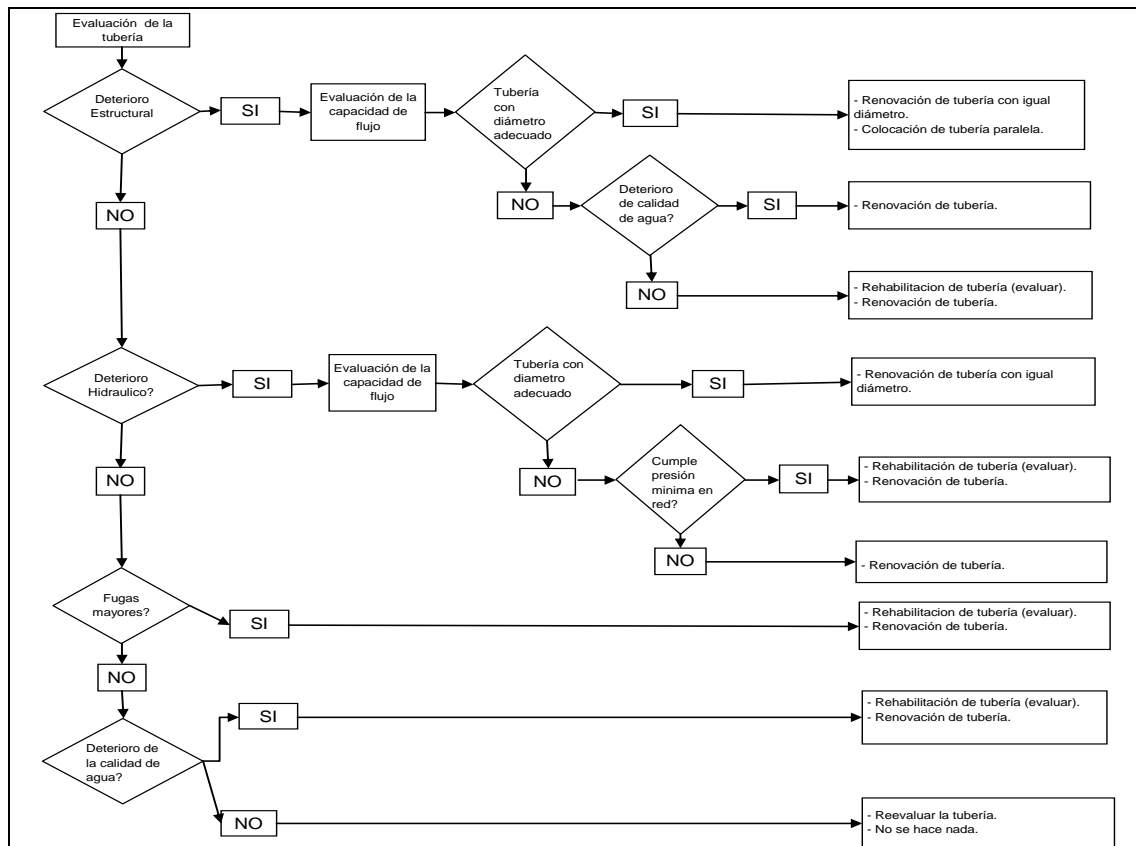 Evaluación de la
tubería
Deterioro
Estructural
SI
Evaluación de la
capacidad de
flujo
Tubería
con
diámetro
adecuado
SI
- Renovación de tubería con igual
diámetro.
- Colocación de tubería paralela.
NO
Deterioro
de calidad
de agua?
SI
- Renovación de tubería.
NO
NO
- Rehabilitacion de tubería (evaluar).
- Renovación de tubería.
Deterioro
Hidraulico?
SI
Evaluación de la
capacidad de
flujo
Tubería con
diametro
adecuado
SI
- Renovación de tubería con igual
diámetro.
NO
NO
Cumple
presión
minima en
red?
SI
- Rehabilitación de tubería (evaluar).
- Renovación de tubería.
NO
- Renovación de tubería.
Fugas
mayores?
SI
- Rehabilitacion de tubería (evaluar).
- Renovación de tubería.
NO
Deterioro de
la calidad de
agua?
SI
- Rehabilitación de tubería (evaluar).
- Renovación de tubería.
NO
- Reevaluar la tubería.
- No se hace nada.